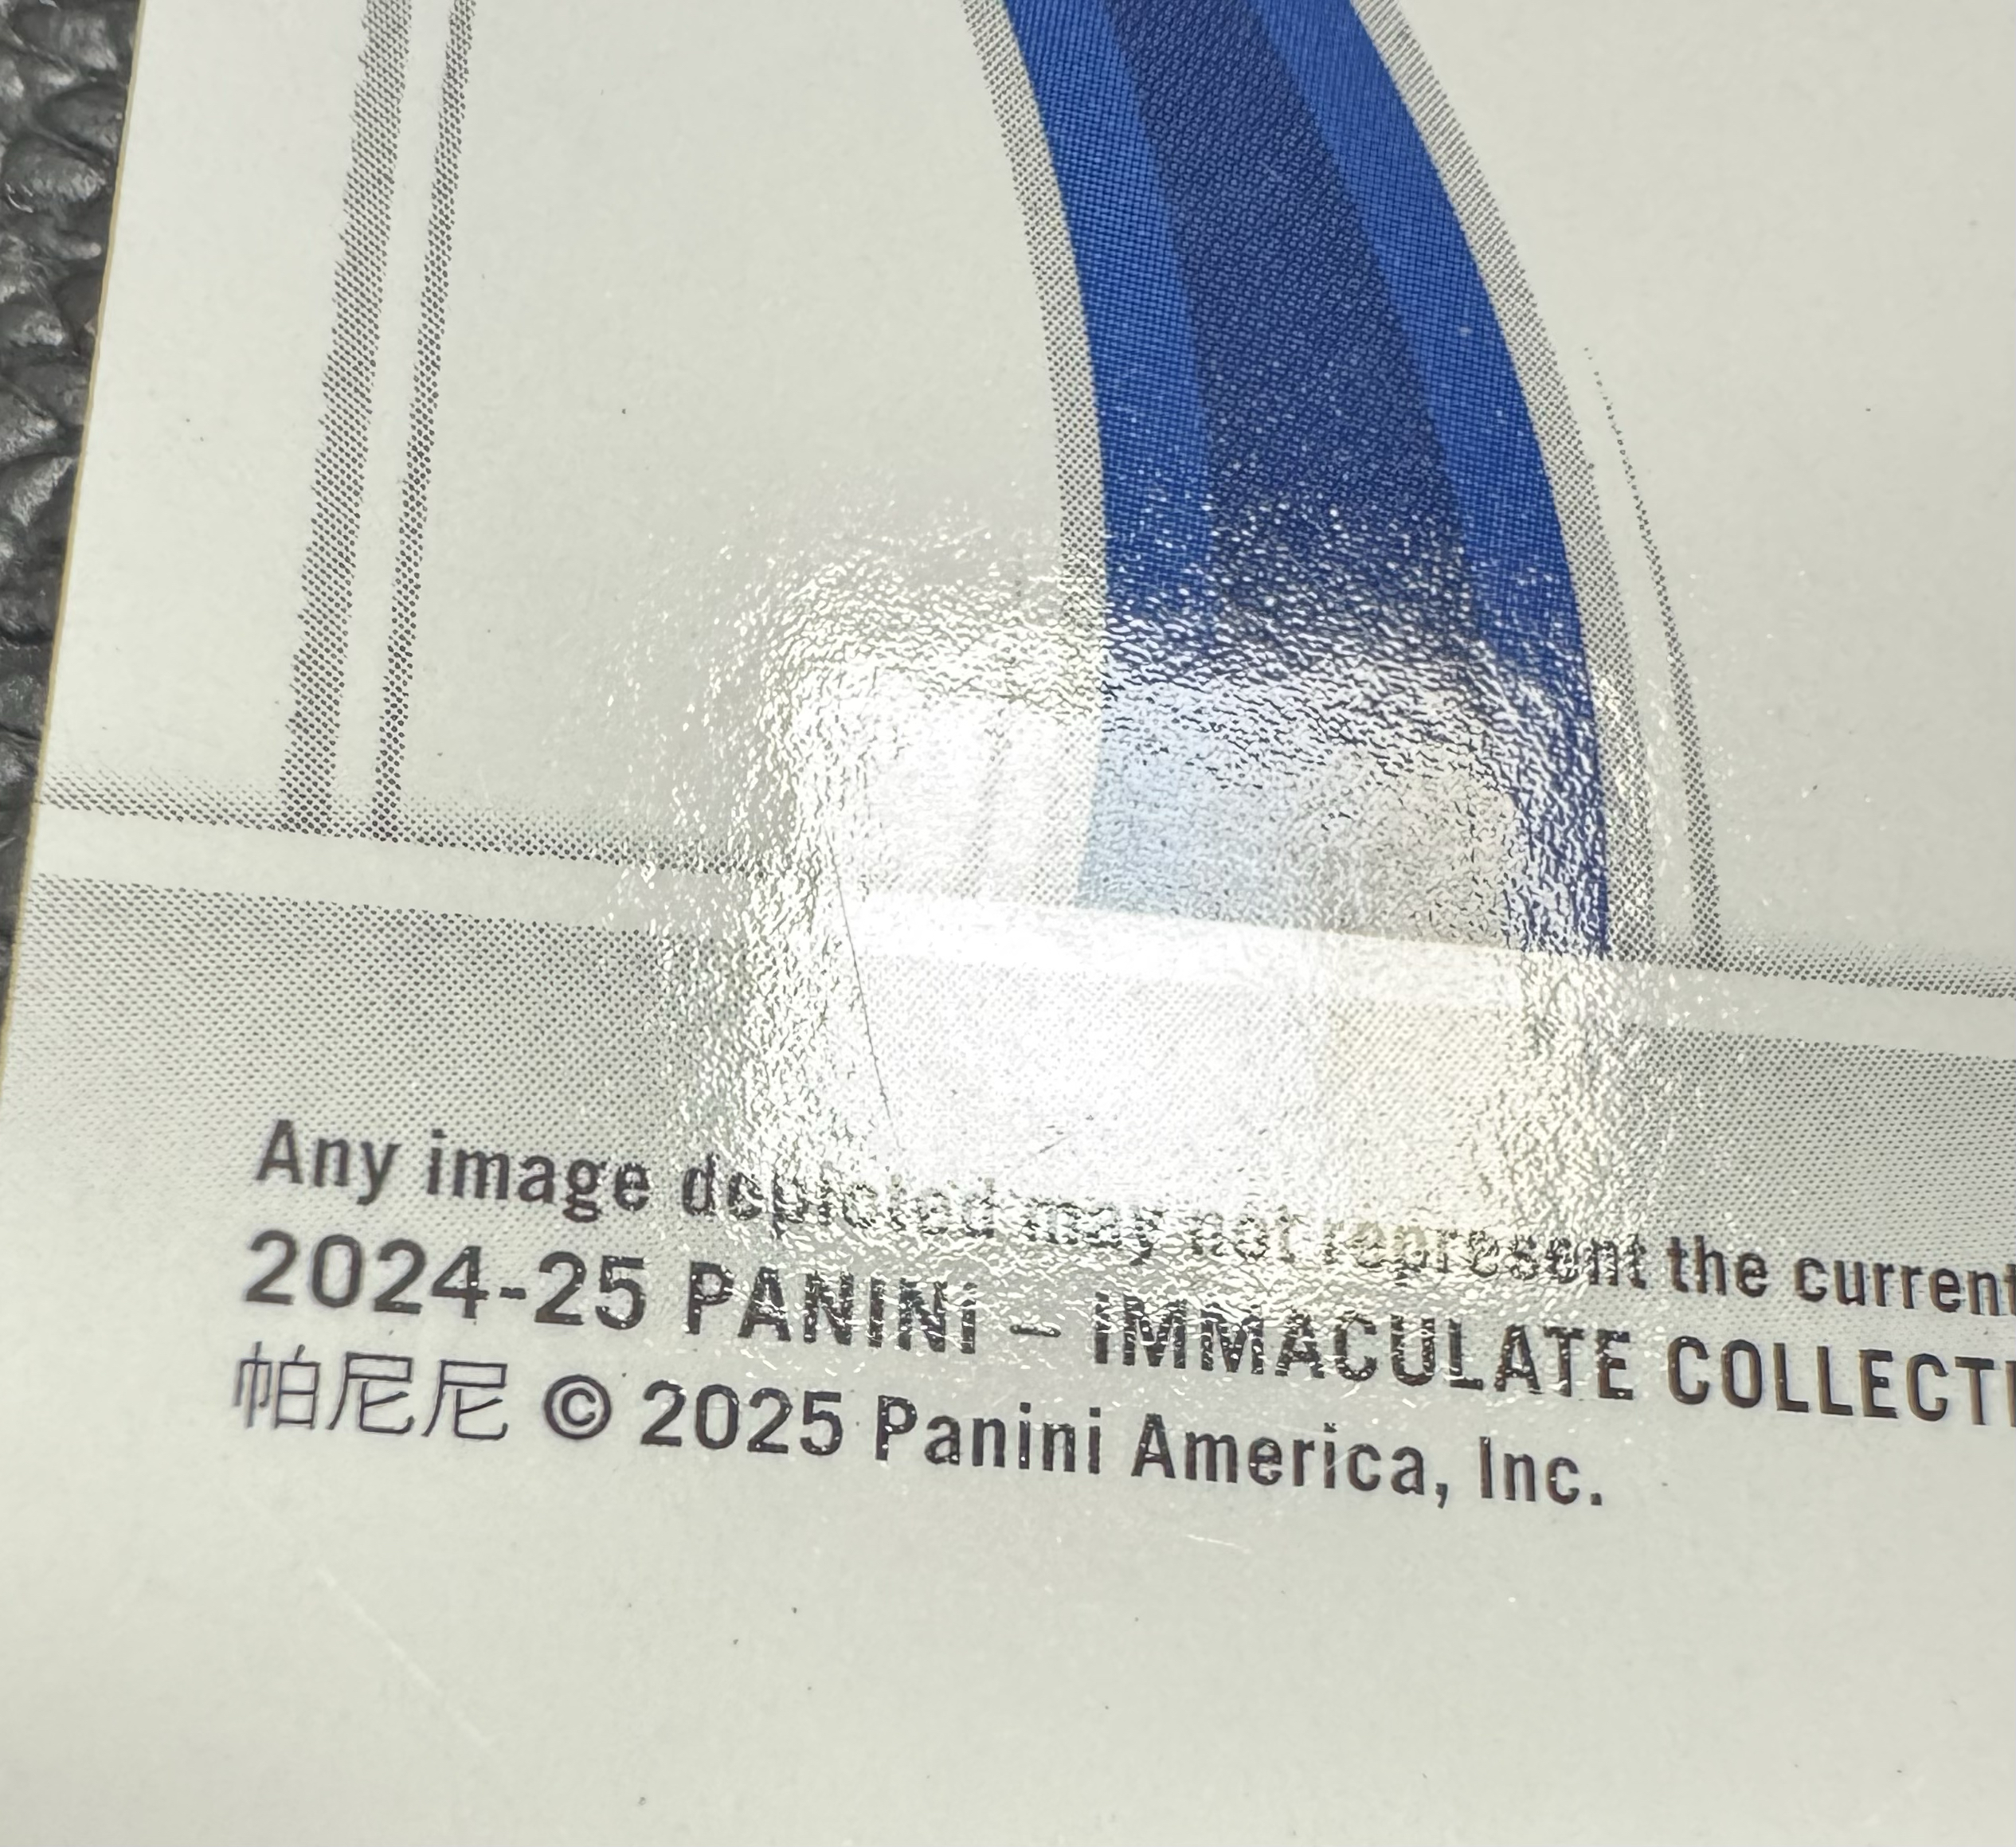 Any image depicted may not represent the current
2024-25 PANINI – IMMACULATE COLLECTI
帕尼尼 © 2025 Panini America, Inc.